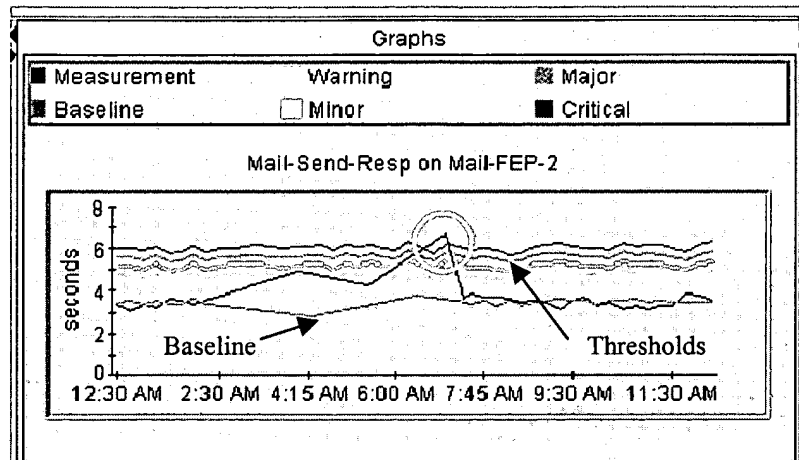 Graphs
Measurement Warning Major
Baseline Minor Critical
Mail-Send-Resp on Mail-FEP-2
8
6
4
2
0
seconds
Baseline
Thresholds
12:30 AM 2:30 AM 4:15 AM 6:00 AM 7:45 AM 9:30 AM 11:30 AM